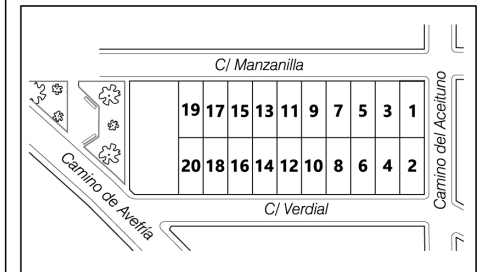 C/ Manzanilla
19 17 15 13 11 9 7 5 3 1
20 18 16 14 12 10 8 6 4 2
C/ Verdial
Camino del Aceituno
Camino de Avefría